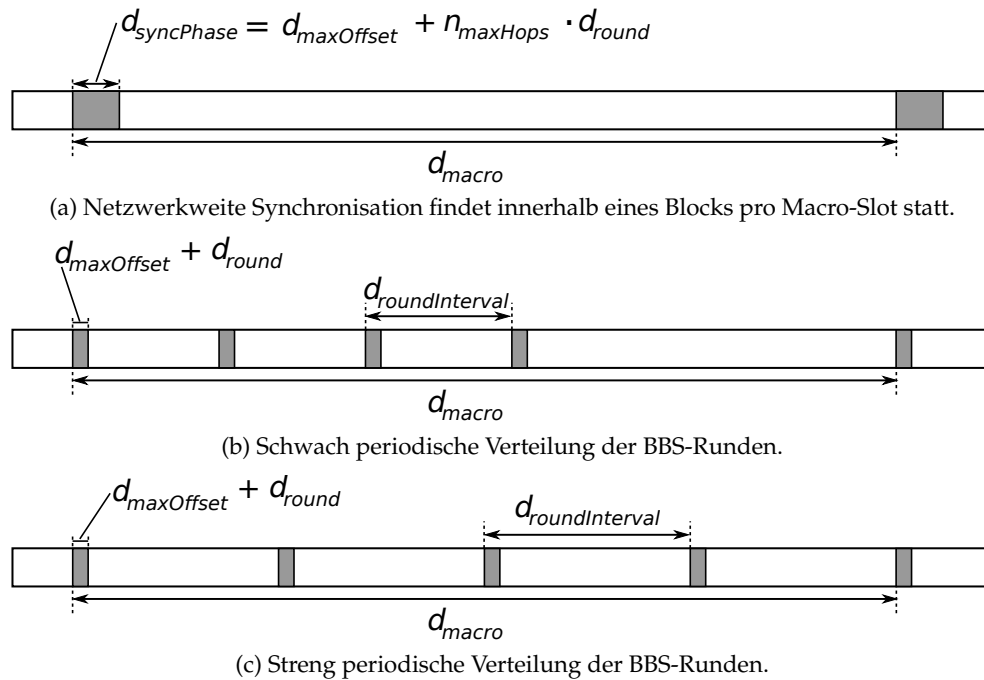 d_syncPhase = d_maxOffset + n_maxHops · d_round
d_macro
(a) Netzwerkweite Synchronisation findet innerhalb eines Blocks pro Macro-Slot statt.
d_maxOffset + d_round
d_roundInterval
d_macro
(b) Schwach periodische Verteilung der BBS-Runden.
d_maxOffset + d_round
d_roundInterval
d_macro
(c) Streng periodische Verteilung der BBS-Runden.